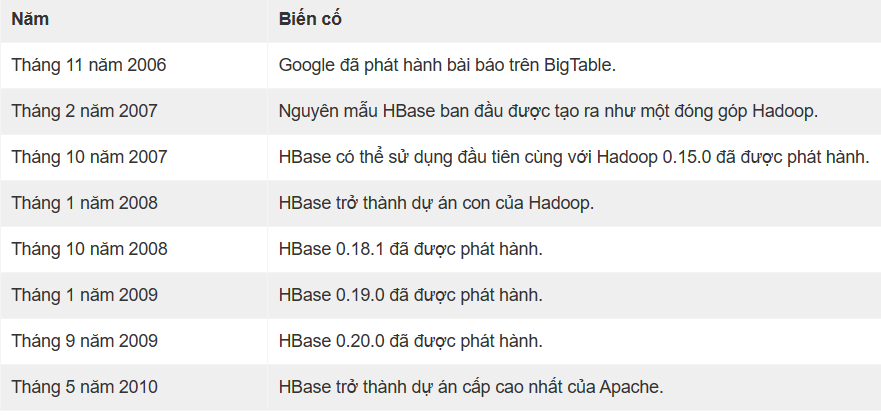 Năm Biến cố
Tháng 11 năm 2006 Google đã phát hành bài báo trên BigTable.
Tháng 2 năm 2007 Nguyên mẫu HBase ban đầu được tạo ra như một đóng góp Hadoop.
Tháng 10 năm 2007 HBase có thể sử dụng đầu tiên cùng với Hadoop 0.15.0 đã được phát hành.
Tháng 1 năm 2008 HBase trở thành dự án con của Hadoop.
Tháng 10 năm 2008 HBase 0.18.1 đã được phát hành.
Tháng 1 năm 2009 HBase 0.19.0 đã được phát hành.
Tháng 9 năm 2009 HBase 0.20.0 đã được phát hành.
Tháng 5 năm 2010 HBase trở thành dự án cấp cao nhất của Apache.